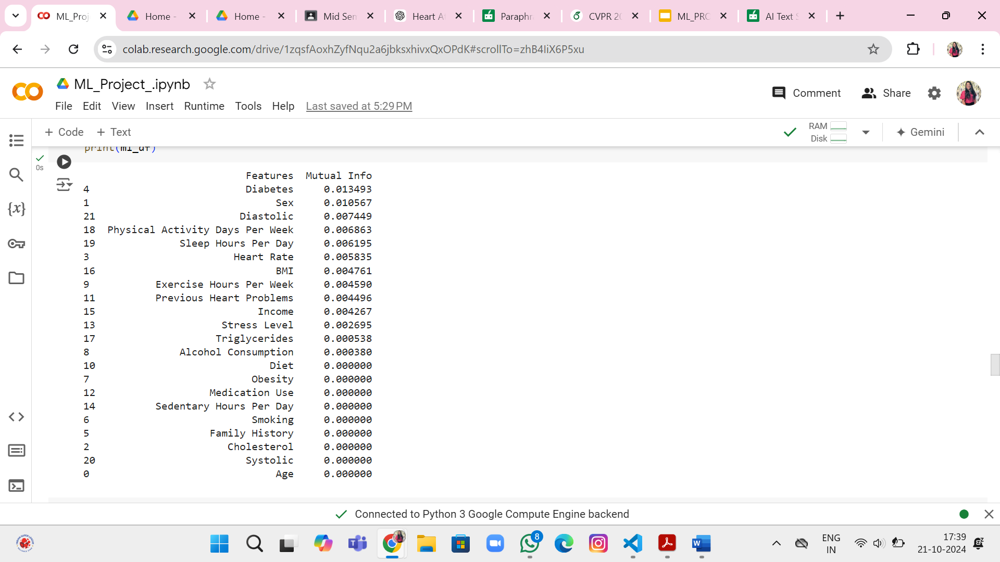 ML_Proj
Home -
Home -
Mid Sen
Heart A
Paraphr
CVPR 20
ML_PRO
AI Text S
colab.research.google.com/drive/1zqsfAoxhZyfNqu2a6jbksxhivxQxOPdK#scrollTo=zhB4IiX6P5xu
CO
ML_Project_.ipynb
Comment
Share
File Edit View Insert Runtime Tools Help Last saved at 5:29 PM
+ Code + Text
RAM
Disk
Gemini
print(mi_df)
0s
Features Mutual Info
4 Diabetes 0.013493
1 Sex 0.010567
21 Diastolic 0.007449
18 Physical Activity Days Per Week 0.006863
19 Sleep Hours Per Day 0.006195
3 Heart Rate 0.005835
16 BMI 0.004761
9 Exercise Hours Per Week 0.004590
11 Previous Heart Problems 0.004496
15 Income 0.004267
13 Stress Level 0.002695
17 Triglycerides 0.000538
8 Alcohol Consumption 0.000380
10 Diet 0.000000
7 Obesity 0.000000
12 Medication Use 0.000000
14 Sedentary Hours Per Day 0.000000
6 Smoking 0.000000
5 Family History 0.000000
2 Cholesterol 0.000000
20 Systolic 0.000000
0 Age 0.000000
{x}
Connected to Python 3 Google Compute Engine backend
8
ENG
IN
17:39
21-10-2024